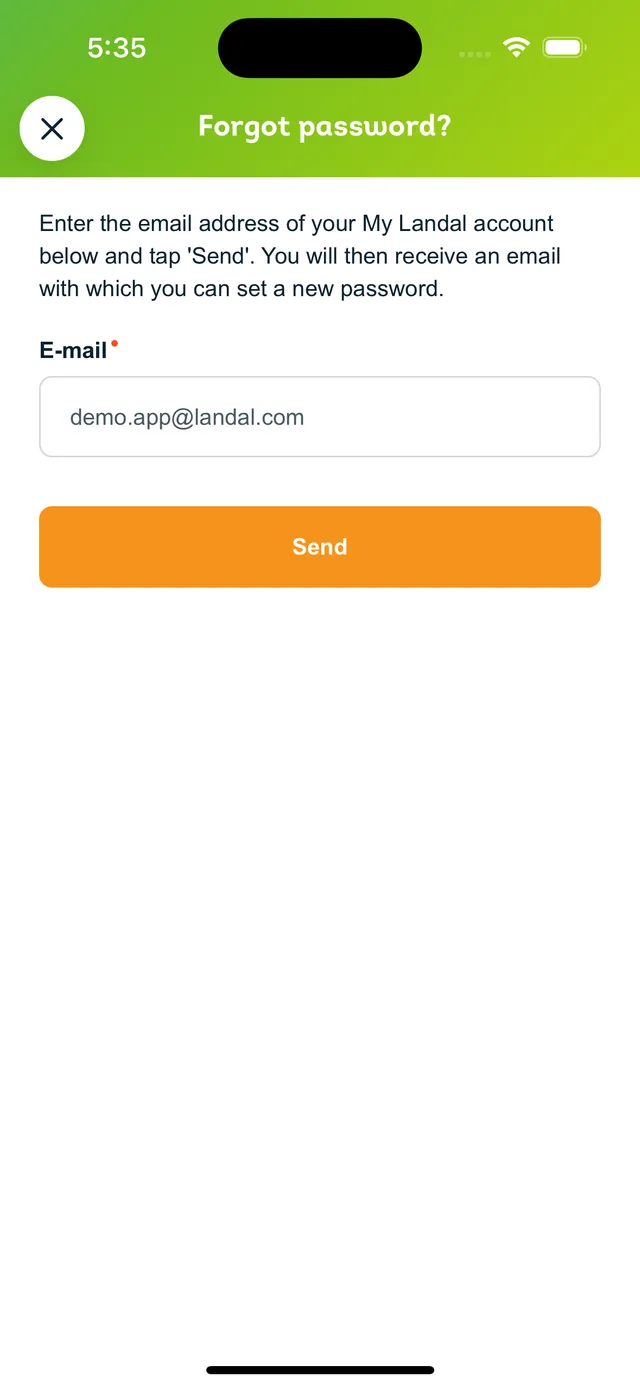 5:35
Forgot password?
Enter the email address of your My Landal account
below and tap 'Send'. You will then receive an email
with which you can set a new password.
E-mail
demo.app@landal.com
Send